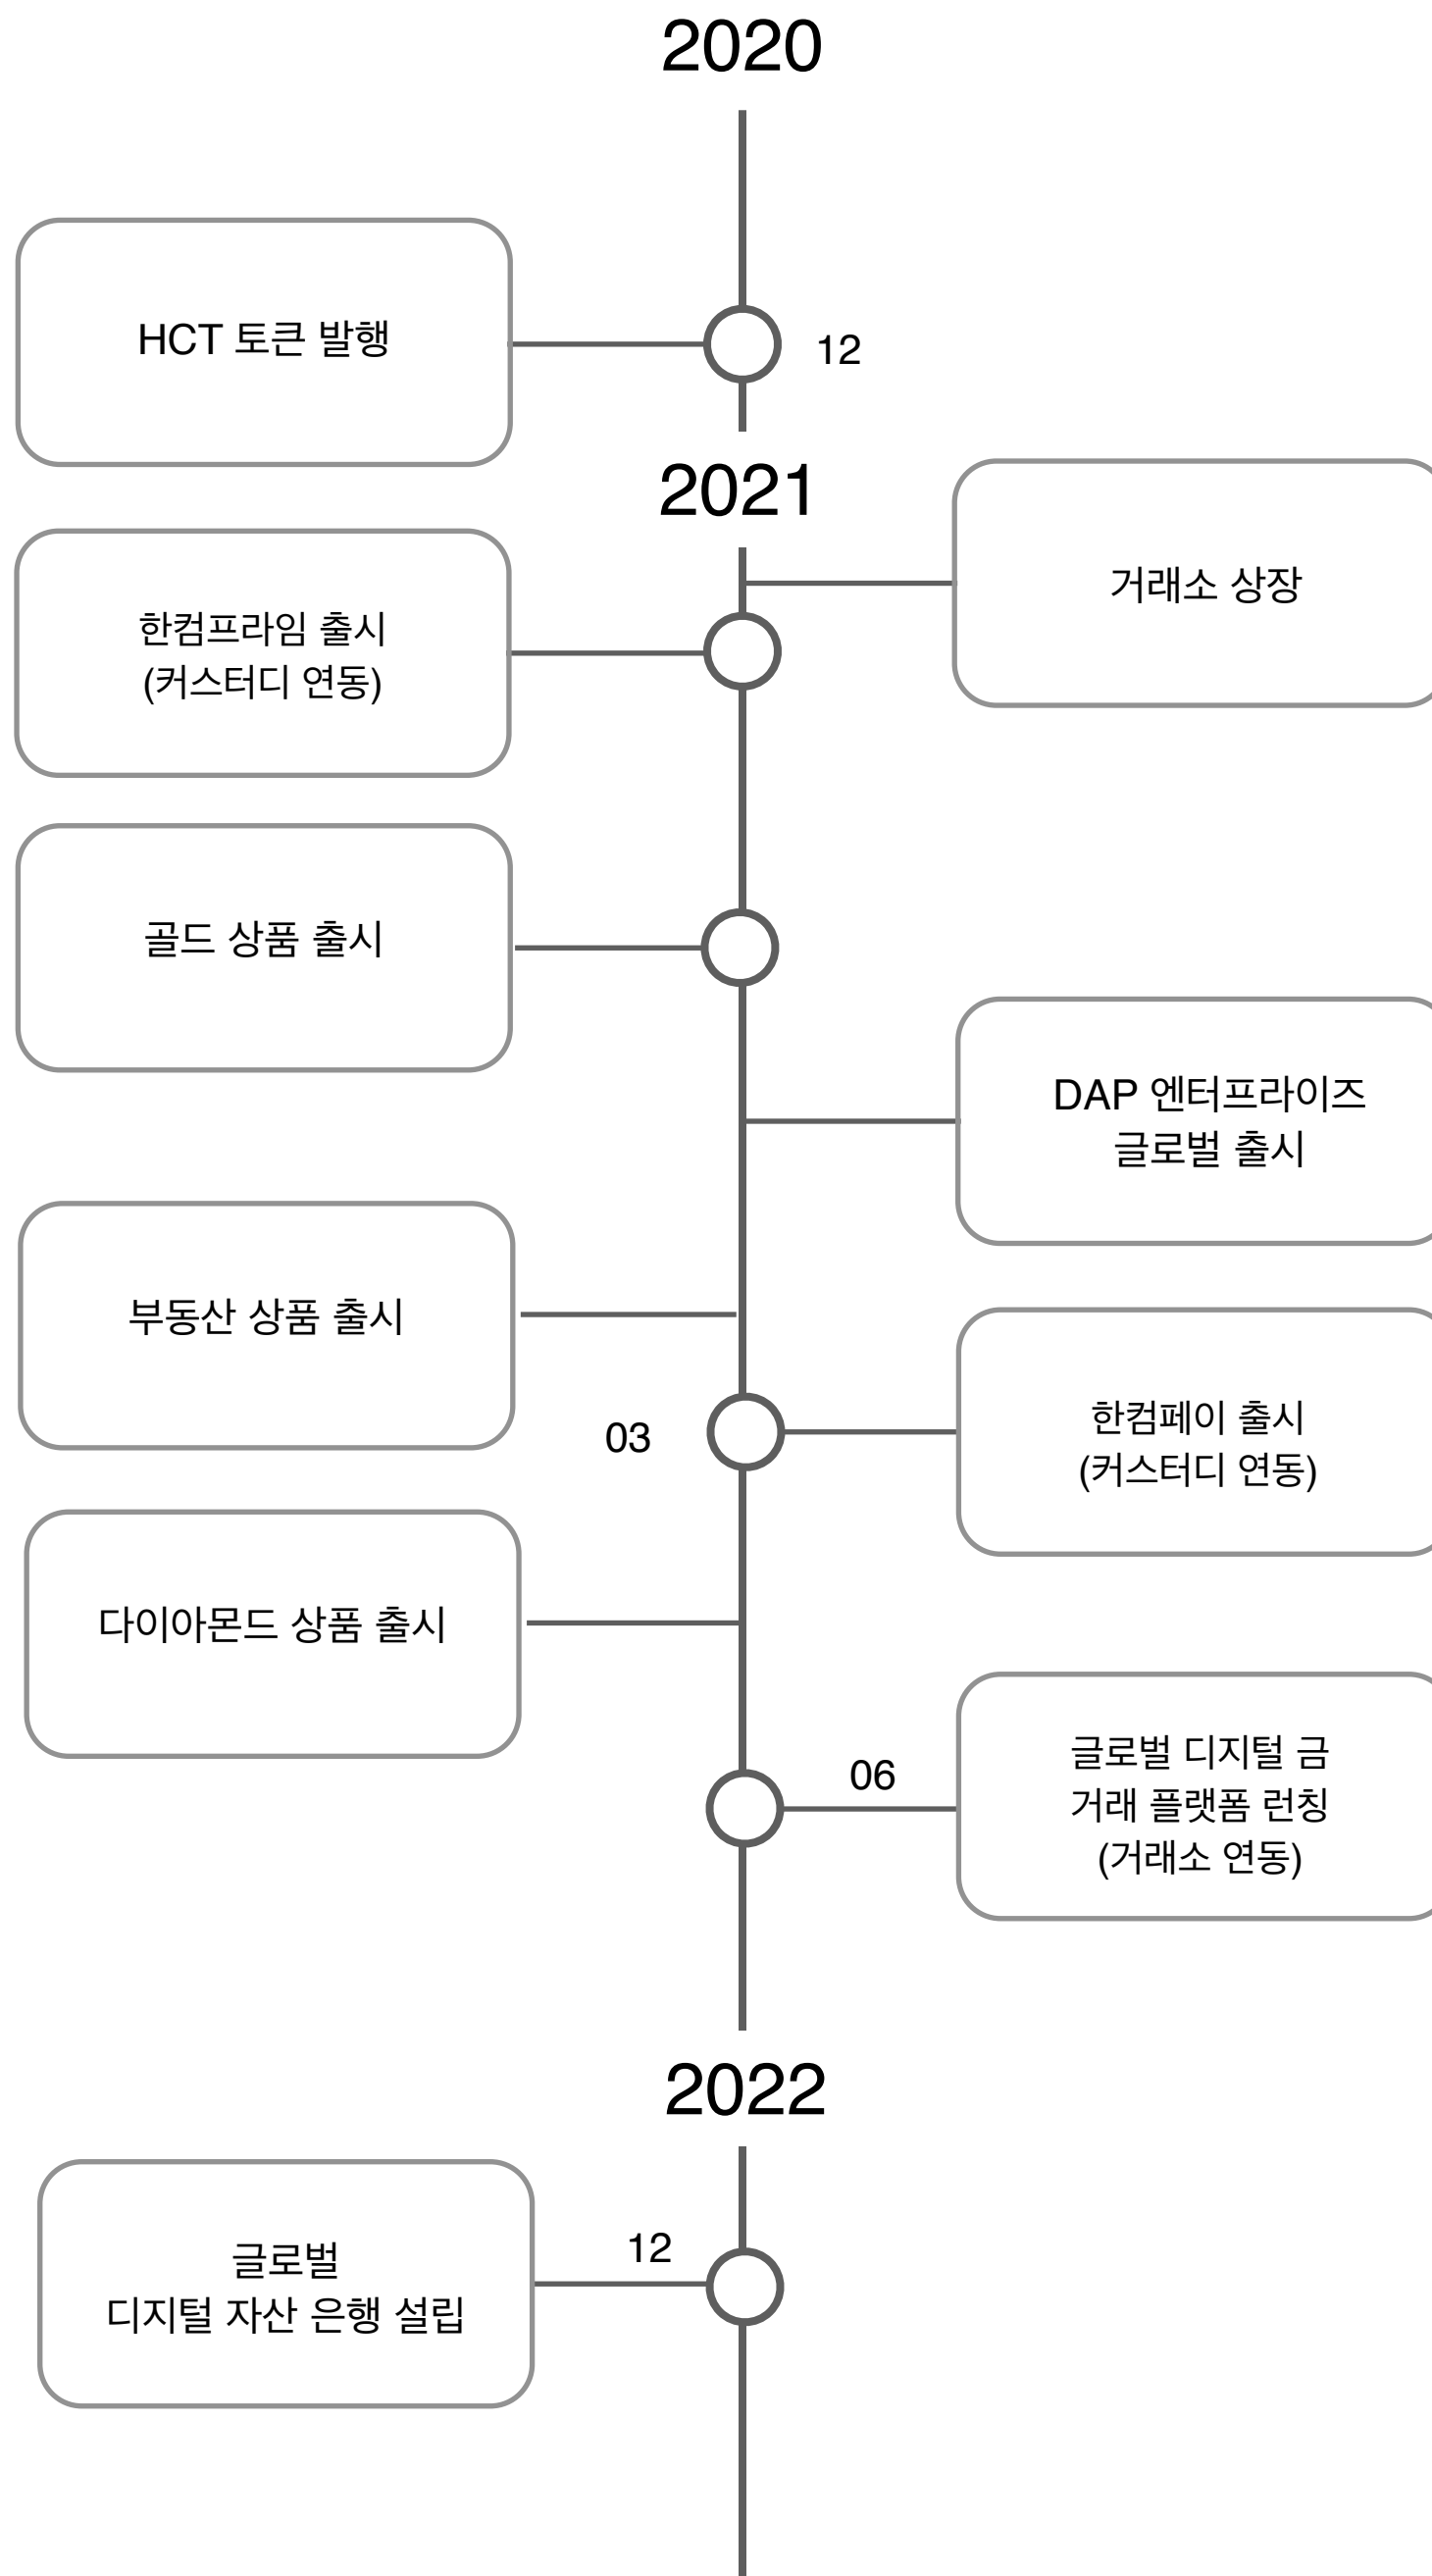 2020
HCT 토큰 발행
12
2021
거래소 상장
한컴프라임 출시
(커스터디 연동)
골드 상품 출시
DAP 엔터프라이즈
글로벌 출시
부동산 상품 출시
03
한컴페이 출시
(커스터디 연동)
다이아몬드 상품 출시
06
글로벌 디지털 금
거래 플랫폼 런칭
(거래소 연동)
2022
12
글로벌
디지털 자산 은행 설립